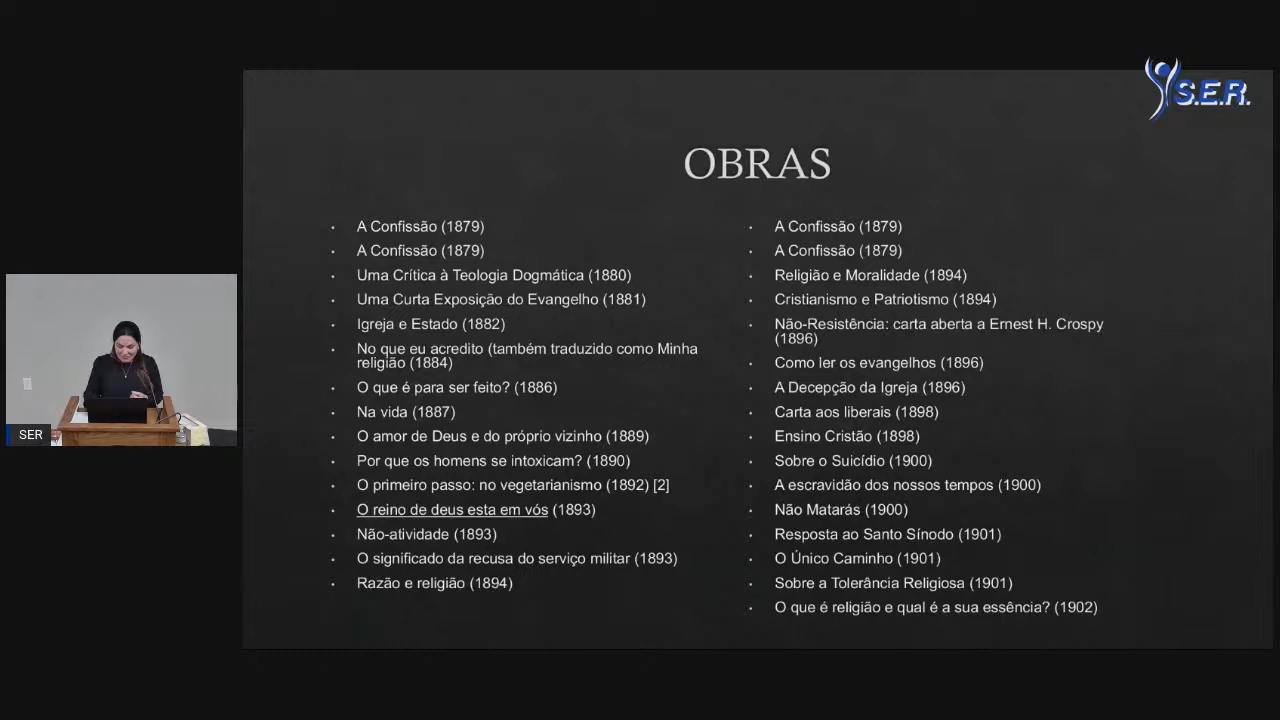 S.E.R.
OBRAS
A Confissão (1879)
A Confissão (1879)
Uma Crítica à Teologia Dogmática (1880)
Uma Curta Exposição do Evangelho (1881)
Igreja e Estado (1882)
No que eu acredito (também traduzido como Minha
religião (1884)
O que é para ser feito? (1886)
Na vida (1887)
O amor de Deus e do próprio vizinho (1889)
Por que os homens se intoxicam? (1890)
O primeiro passo: no vegetarianismo (1892) [2]
O reino de deus esta em vós (1893)
Não-atividade (1893)
O significado da recusa do serviço militar (1893)
Razão e religião (1894)
A Confissão (1879)
A Confissão (1879)
Religião e Moralidade (1894)
Cristianismo e Patriotismo (1894)
Não-Resistência: carta aberta a Ernest H. Crospy
(1896)
Como ler os evangelhos (1896)
A Decepção da Igreja (1896)
Carta aos liberais (1898)
Ensino Cristão (1898)
Sobre o Suicídio (1900)
A escravidão dos nossos tempos (1900)
Não Matarás (1900)
Resposta ao Santo Sínodo (1901)
O Único Caminho (1901)
Sobre a Tolerância Religiosa (1901)
O que é religião e qual é a sua essência? (1902)
SER